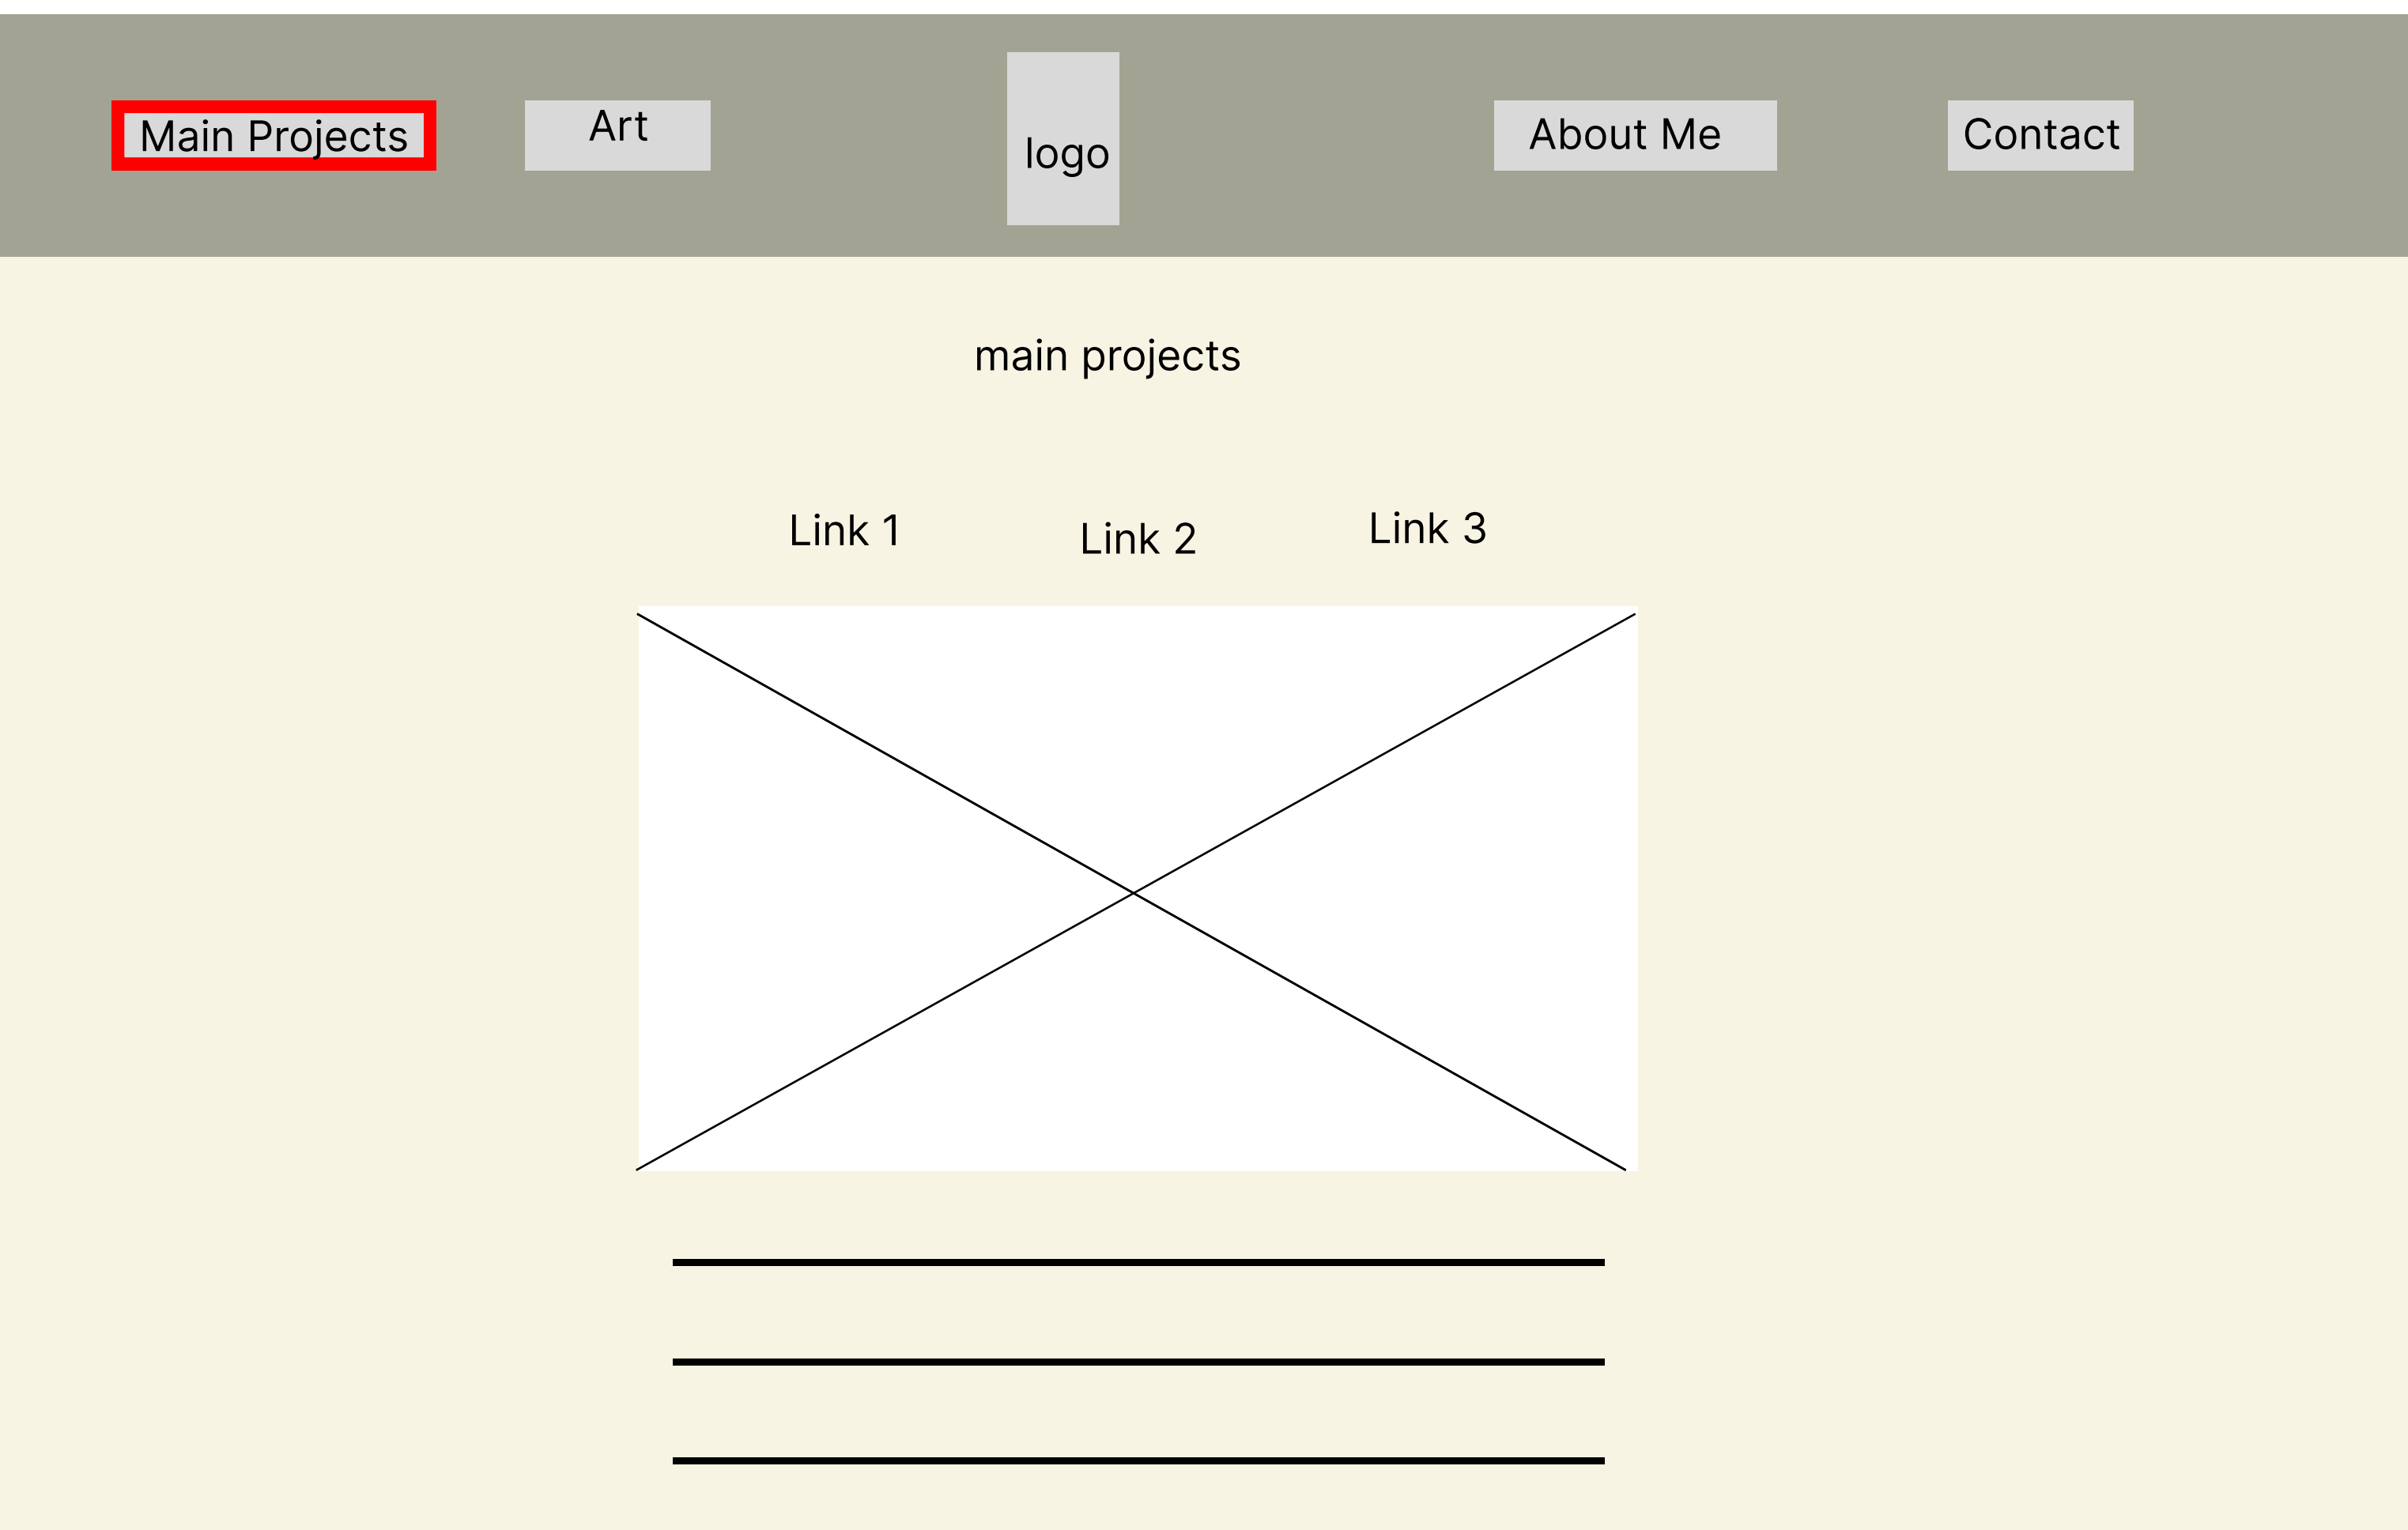 Main Projects
Art
logo
About Me
Contact
main projects
Link 1
Link 2
Link 3